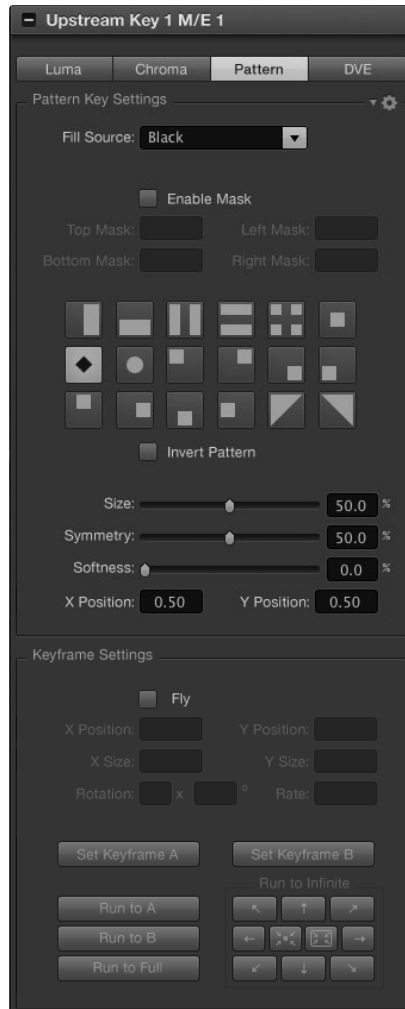 Upstream Key 1 M/E 1
Luma Chroma Pattern DVE
Pattern Key Settings
Fill Source: Black
Enable Mask
Top Mask: Left Mask:
Bottom Mask: Right Mask:
Invert Pattern
Size: 50.0 %
Symmetry: 50.0 %
Softness: 0.0 %
X Position: 0.50 Y Position: 0.50
Keyframe Settings
Fly
X Position: Y Position:
X Size: Y Size:
Rotation: x ° Rate:
Set Keyframe A Set Keyframe B
Run to Infinite
Run to A
Run to B
Run to Full